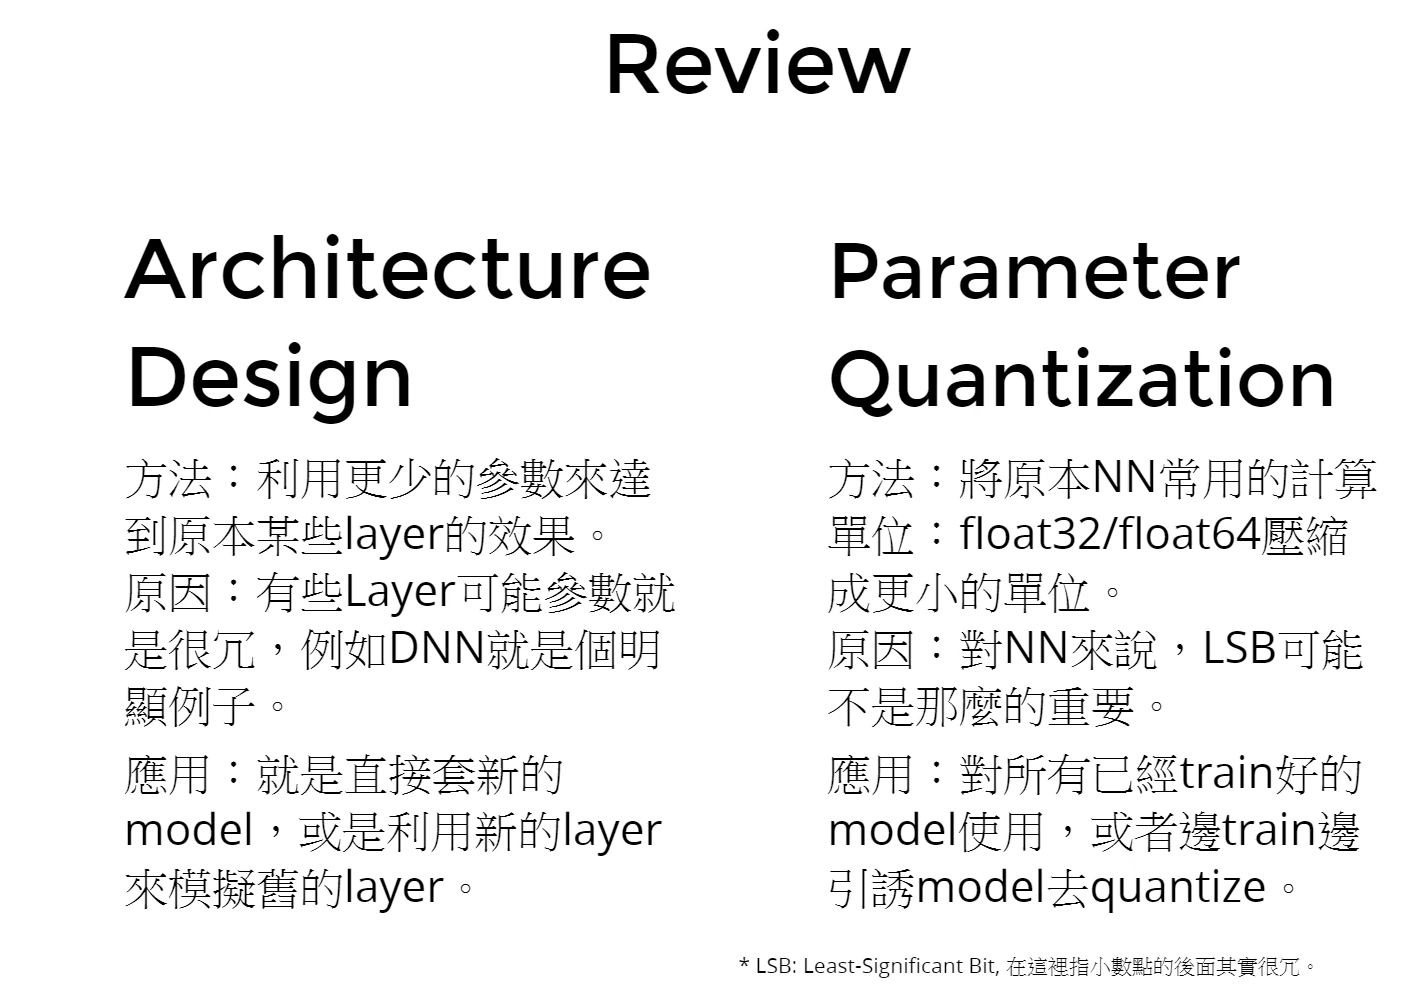 Review
Architecture
Design
方法：利用更少的參數來達
到原本某些layer的效果。
原因：有些Layer可能參數就
是很冗，例如DNN就是個明
顯例子。
應用：就是直接套新的
model，或是利用新的layer
來模擬舊的layer。
Parameter
Quantization
方法：將原本NN常用的計算
單位：float32/float64壓縮
成更小的單位。
原因：對NN來說，LSB可能
不是那麼的重要。
應用：對所有已經train好的
model使用，或者邊train邊
引誘model去quantize。
* LSB: Least-Significant Bit, 在這裡指小數點的後面其實很冗。